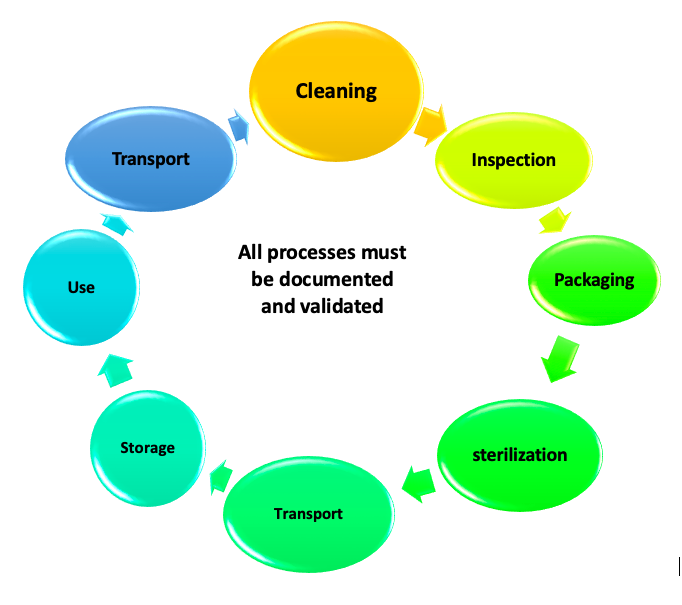 Cleaning
Inspection
Packaging
sterilization
Transport
Storage
Use
Transport
All processes must
be documented
and validated